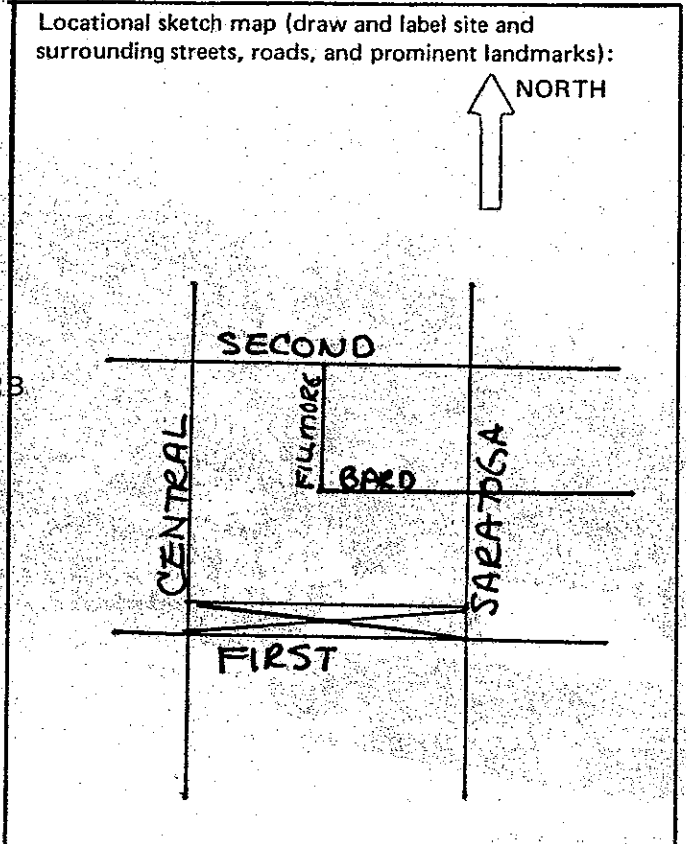 Locational sketch map (draw and label site and
surrounding streets, roads, and prominent landmarks):
NORTH
SECOND
FILLMORE
BARD
CENTRAL
SARATOGA
FIRST